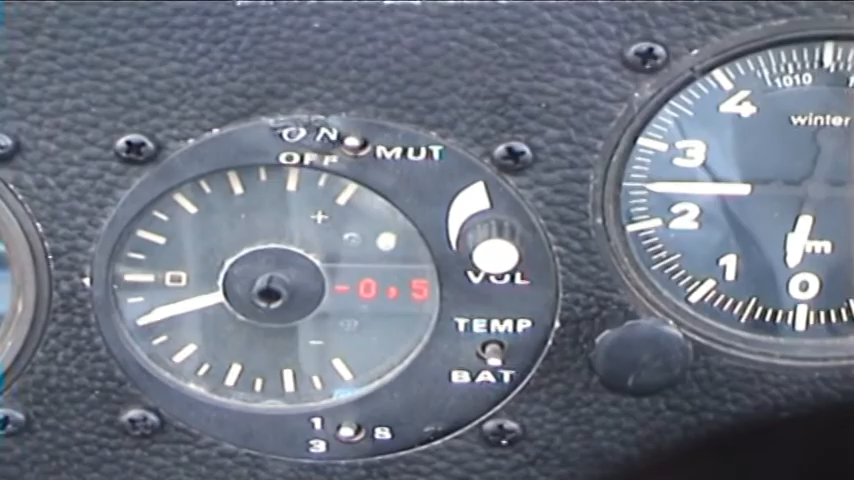 ON
OFF
MUT
+
-0,5
-
VOL
TEMP
BAT
1
3
8
1010
winter
4
3
2
1
0
m